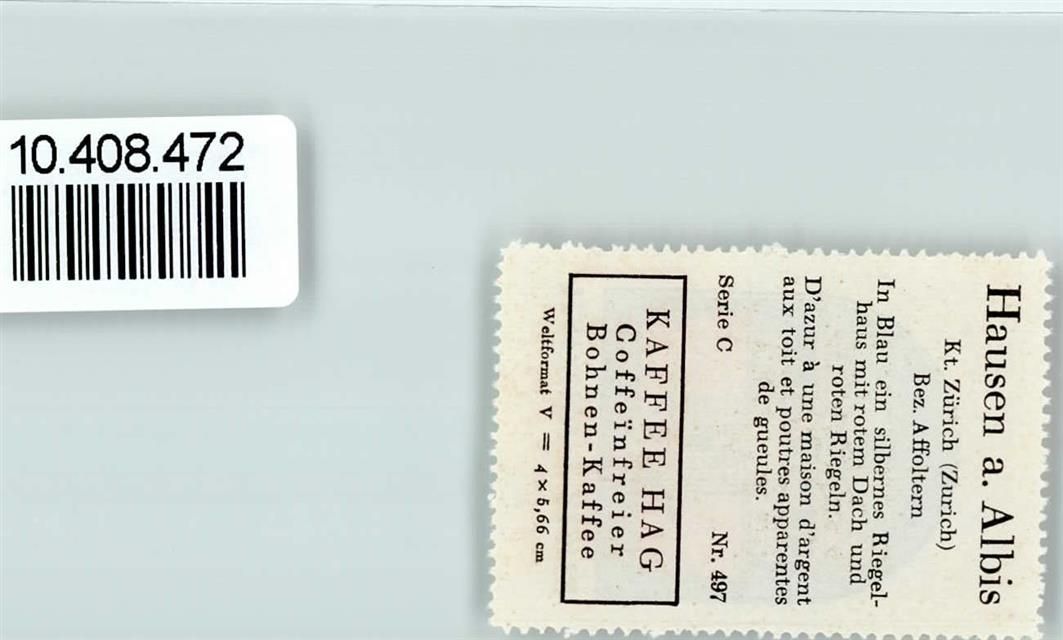 10.408.472
Hausen a. Albis
Kt. Zürich (Zurich)
Bez. Affoltern
In Blau ein silbernes Riegel-
haus mit rotem Dach und
roten Riegeln.
D'azur à une maison d'argent
aux toit et poutres apparentes
de gueules.
Serie C Nr. 497
KAFFEE HAG
Coffeïnfreier
Bohnen-Kaffee
Weltformat V = 4 × 5,66 cm